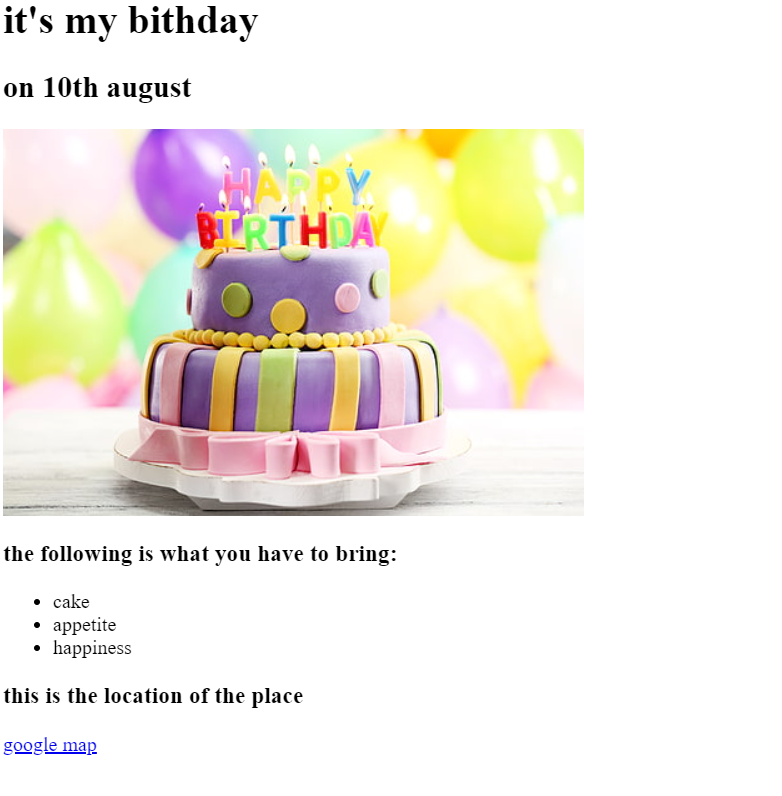 it's my bithday
on 10th august
HAPPY
BIRTHDAY
the following is what you have to bring:
cake
appetite
happiness
this is the location of the place
google map